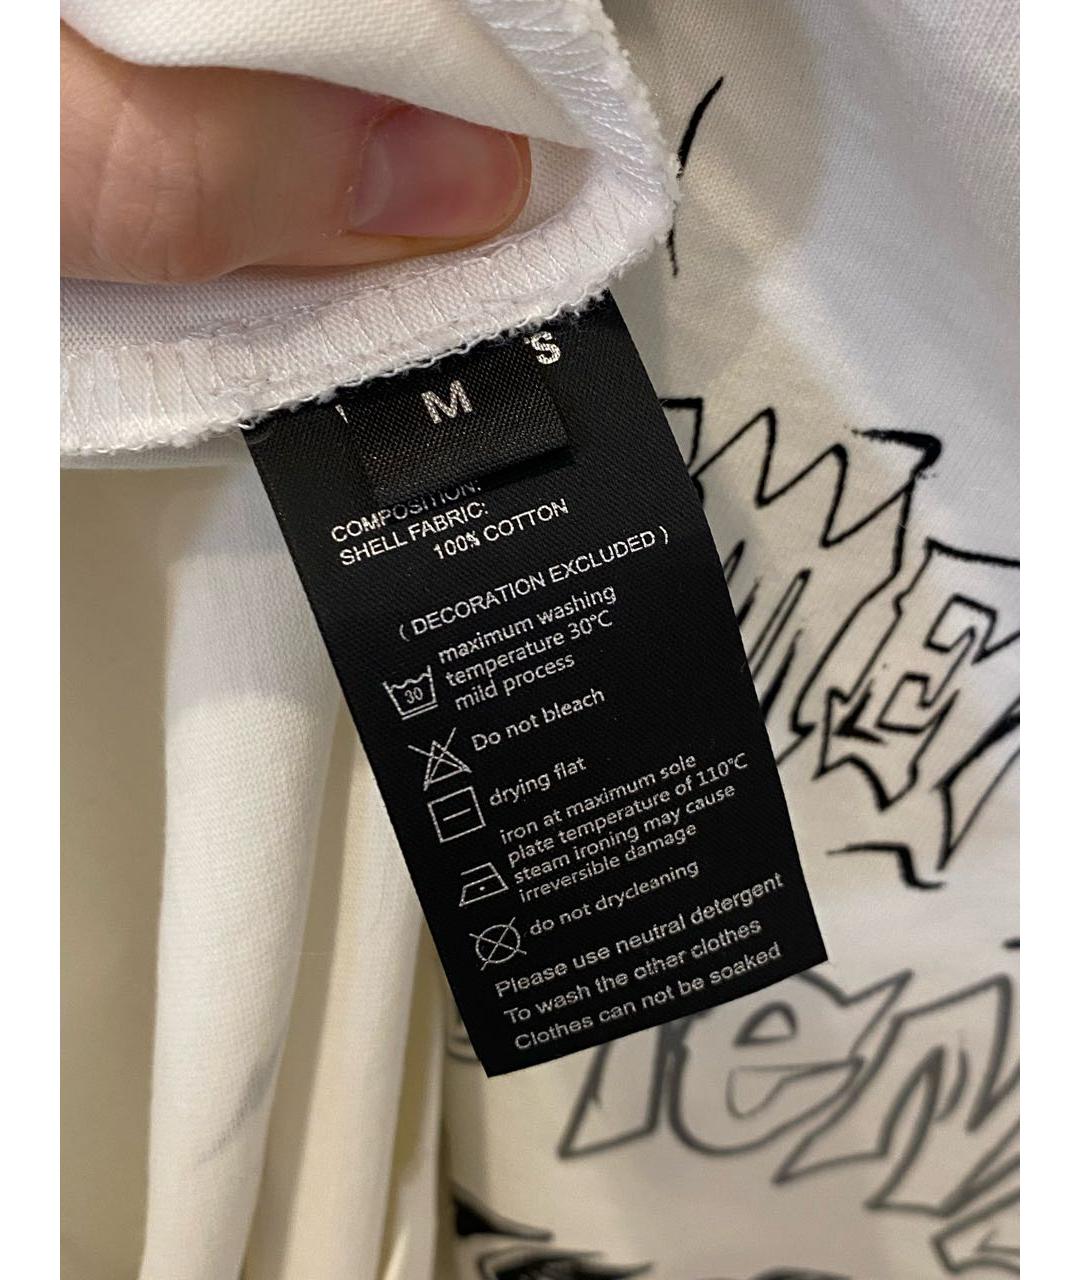 S
M
COMPOSITION:
SHELL FABRIC:
100% COTTON
( DECORATION EXCLUDED )
maximum washing
temperature 30℃
mild process
30
Do not bleach
drying flat
iron at maximum sole
plate temperature of 110℃
steam ironing may cause
irreversible damage
do not drycleaning
Please use neutral detergent
To wash the other clothes
Clothes can not be soaked